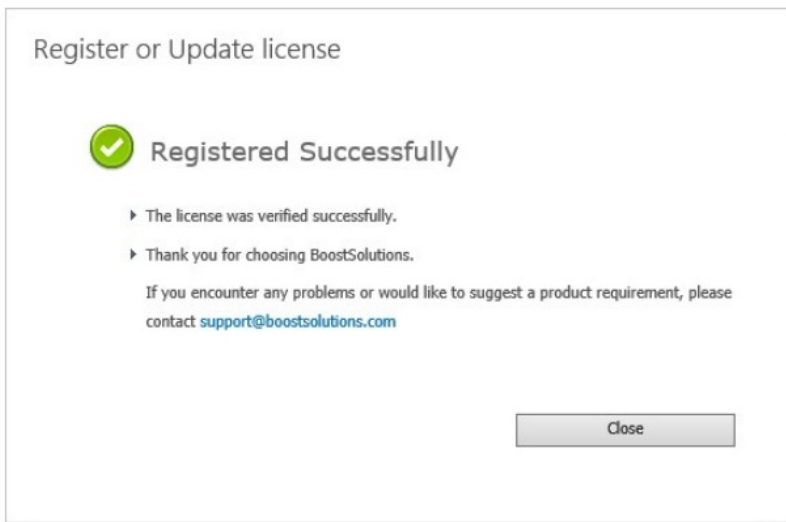 Register or Update license
Registered Successfully
The license was verified successfully.
Thank you for choosing BoostSolutions.
If you encounter any problems or would like to suggest a product requirement, please
contact support@boostsolutions.com
Close